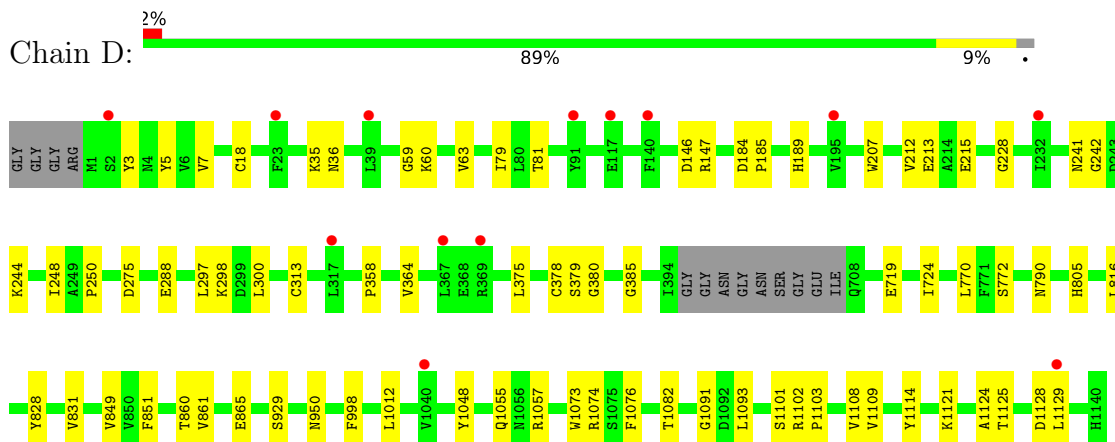 2%
Chain D:
89% 9% •
GLY GLY GLY ARG M1 S2 Y3 N4 Y5 V6 V7 C18 F23 K35 N36 L39 G59 K60 V63 I79 L80 T81 Y91 E117 F140 D146 R147 D184 P185 H189 V195 W207 V212 E213 A214 E215 G228 I232 N241 G242
K244 I248 A249 P250 D275 E288 L297 K298 D299 L300 C313 L317 P358 V364 L367 E368 R369 L375 C378 S379 G380 G385 I394 GLY GLY ASN GLY ASN SER GLY GLU ILE Q708 E719 I724 L770 F771 S772 N790 H805 L816
Y828 V831 V849 V850 F851 T860 V861 E865 S929 N950 F998 L1012 V1040 Y1048 Q1055 N1056 R1057 W1073 R1074 S1075 F1076 T1082 G1091 D1092 L1093 S1101 R1102 P1103 V1108 V1109 Y1114 K1121 A1124 T1125 D1128 L1129 H1140